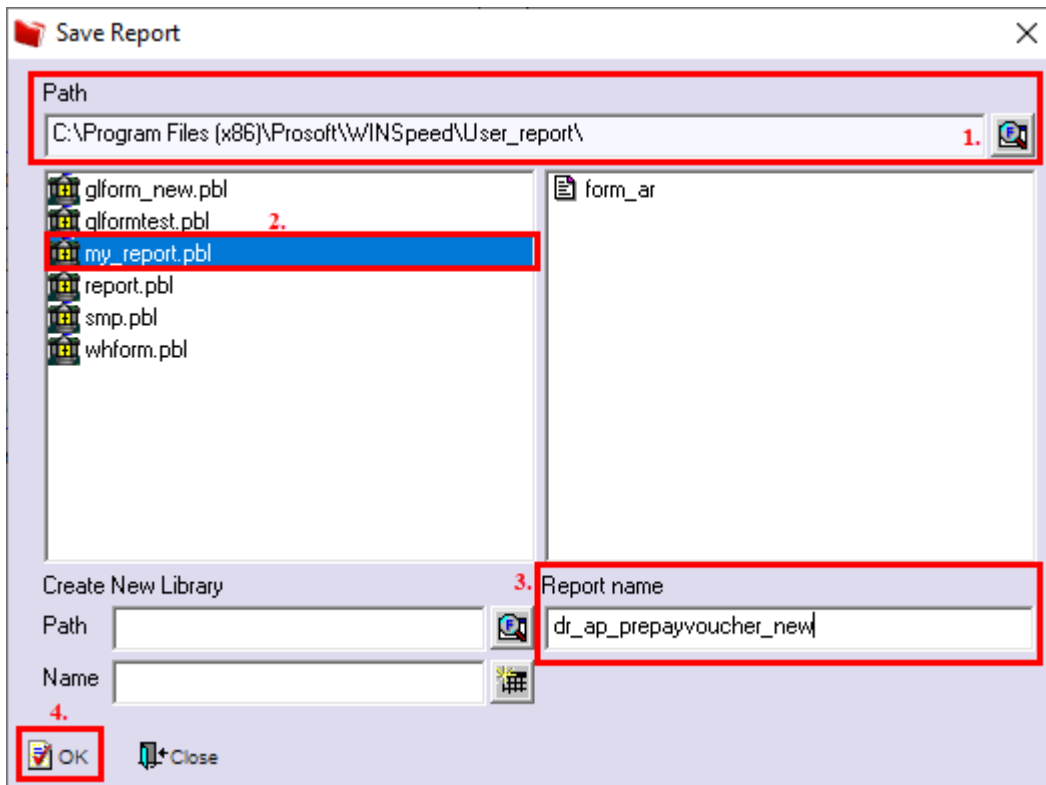 Save Report
Path
C:\Program Files (x86)\Prosoft\WINSpeed\User_report\
1.
glform_new.pbl
glformtest.pbl
2.
my_report.pbl
report.pbl
smp.pbl
whform.pbl
form_ar
Create New Library
Path
Name
3.
Report name
dr_ap_prepayvoucher_new
4.
OK
Close